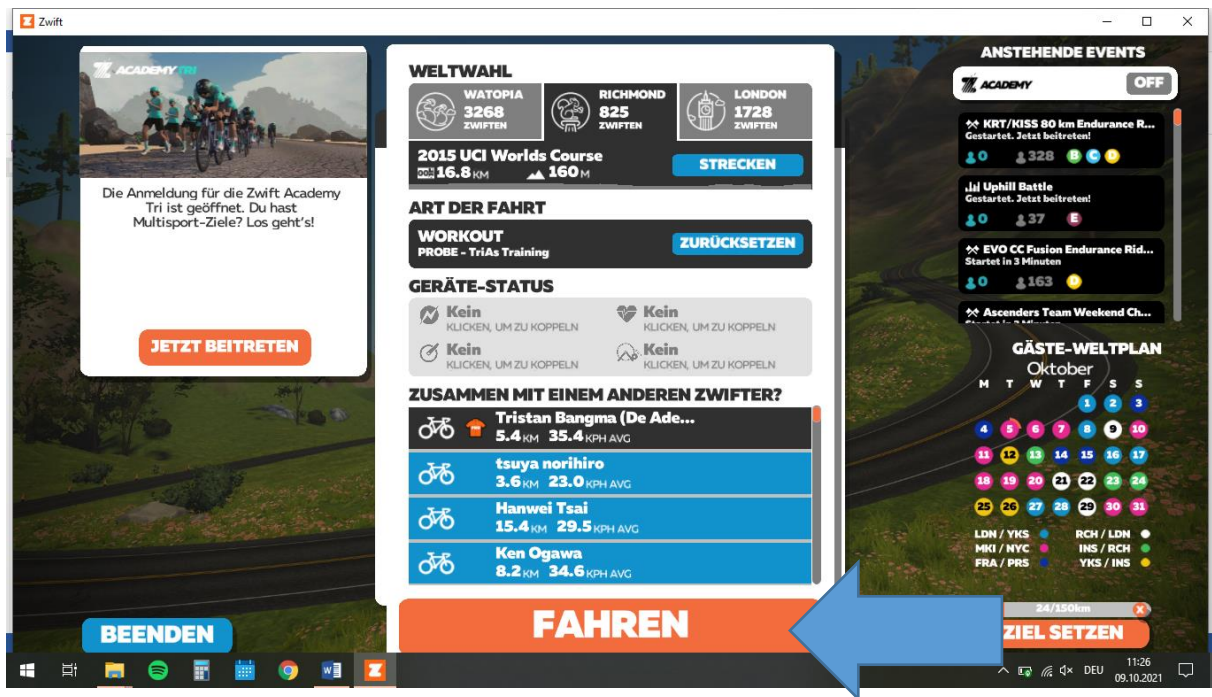 Zwift
ACADEMY TRI
Die Anmeldung für die Zwift Academy
Tri ist geöffnet. Du hast
Multisport-Ziele? Los geht's!
JETZT BEITRETEN
BEENDEN
WELTWAHL
WATOPIA
3268
ZWIFTEN
RICHMOND
825
ZWIFTEN
LONDON
1728
ZWIFTEN
2015 UCI Worlds Course
16.8 KM 160 M
STRECKEN
ART DER FAHRT
WORKOUT
PROBE - TriAs Training
ZURÜCKSETZEN
GERÄTE-STATUS
Kein
KLICKEN, UM ZU KOPPELN
Kein
KLICKEN, UM ZU KOPPELN
Kein
KLICKEN, UM ZU KOPPELN
Kein
KLICKEN, UM ZU KOPPELN
ZUSAMMEN MIT EINEM ANDEREN ZWIFTER?
Tristan Bangma (De Ade...
5.4 KM 35.4 KPH AVG
tsuya norihiro
3.6 KM 23.0 KPH AVG
Hanwei Tsai
15.4 KM 29.5 KPH AVG
Ken Ogawa
8.2 KM 34.6 KPH AVG
FAHREN
ANSTEHENDE EVENTS
ACADEMY OFF
KRT/KISS 80 km Endurance R...
Gestartet. Jetzt beitreten!
0 328 B C D
Uphill Battle
Gestartet. Jetzt beitreten!
0 37 E
EVO CC Fusion Endurance Rid...
Startet in 3 Minuten
0 163 D
Ascenders Team Weekend Ch...
GÄSTE-WELTPLAN
Oktober
M T W T F S S
1 2 3
4 5 6 7 8 9 10
11 12 13 14 15 16 17
18 19 20 21 22 23 24
25 26 27 28 29 30 31
LDN / YKS RCH / LDN
MKI / NYC INS / RCH
FRA / PRS YKS / INS
24/150km X
ZIEL SETZEN
DEU
11:26
09.10.2021